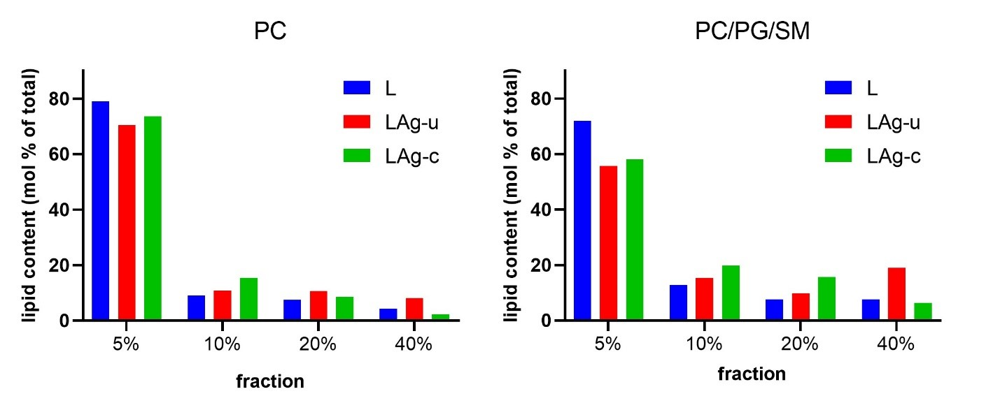 PC
lipid content (mol % of total)
80
60
40
20
0
L
LAg-u
LAg-c
5%
10%
20%
40%
fraction
PC/PG/SM
lipid content (mol % of total)
80
60
40
20
0
L
LAg-u
LAg-c
5%
10%
20%
40%
fraction